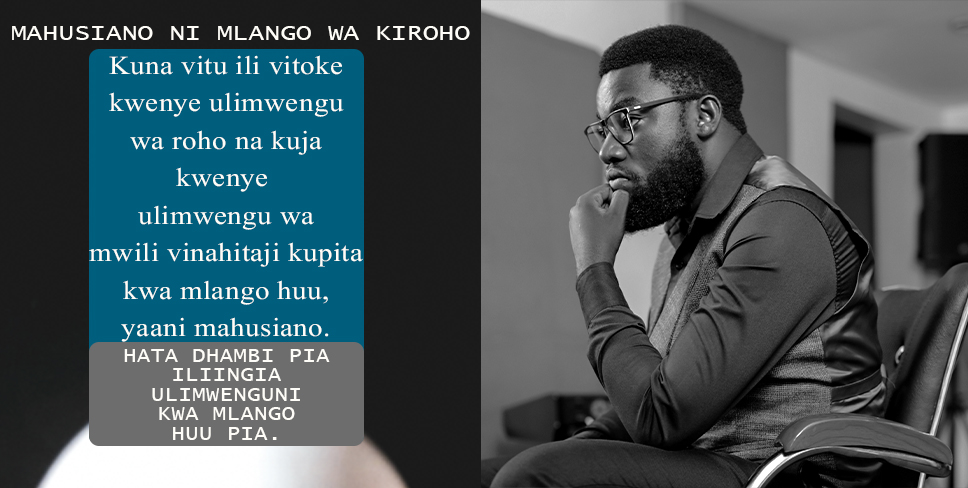 MAHUSIANO NI MLANGO WA KIROHO
Kuna vitu ili vitoke
kwenye ulimwengu
wa roho na kuja
kwenye
ulimwengu wa
mwili vinahitaji kupita
kwa mlango huu,
yaani mahusiano.
HATA DHAMBI PIA
ILIINGIA
ULIMWENGUNI
KWA MLANGO
HUU PIA.